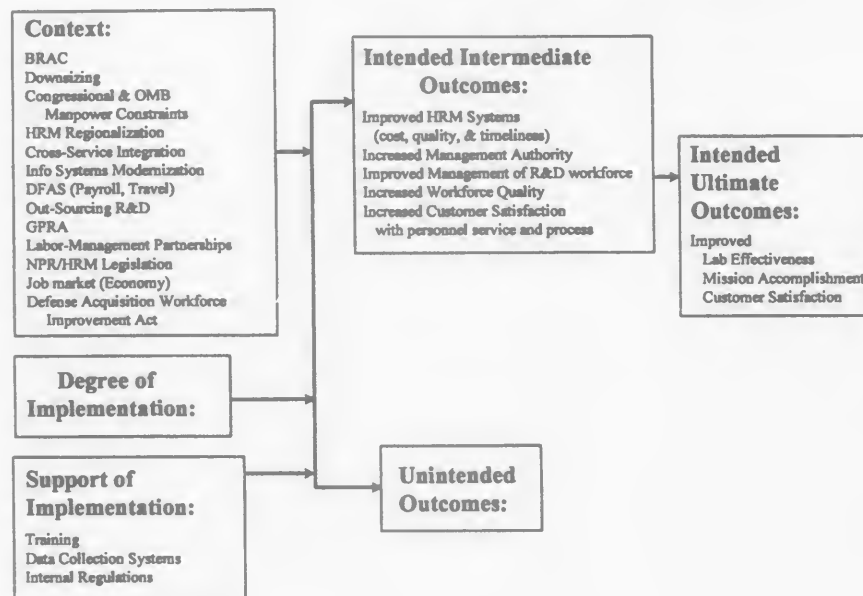 Context:
BRAC
Downsizing
Congressional & OMB
Manpower Constraints
HRM Regionalization
Cross-Service Integration
Info Systems Modernization
DFAS (Payroll, Travel)
Out-Sourcing R&D
GPRA
Labor-Management Partnerships
NPR/HRM Legislation
Job market (Economy)
Defense Acquisition Workforce
Improvement Act
Degree of
Implementation:
Support of
Implementation:
Training
Data Collection Systems
Internal Regulations
Intended Intermediate
Outcomes:
Improved HRM Systems
(cost, quality, & timeliness)
Increased Management Authority
Improved Management of R&D workforce
Increased Workforce Quality
Increased Customer Satisfaction
with personnel service and process
Unintended
Outcomes:
Intended
Ultimate
Outcomes:
Improved
Lab Effectiveness
Mission Accomplishment
Customer Satisfaction